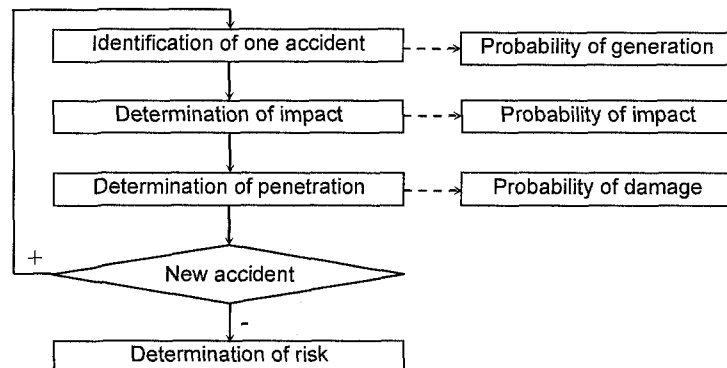 Identification of one accident
Probability of generation
Determination of impact
Probability of impact
Determination of penetration
Probability of damage
+
New accident
-
Determination of risk